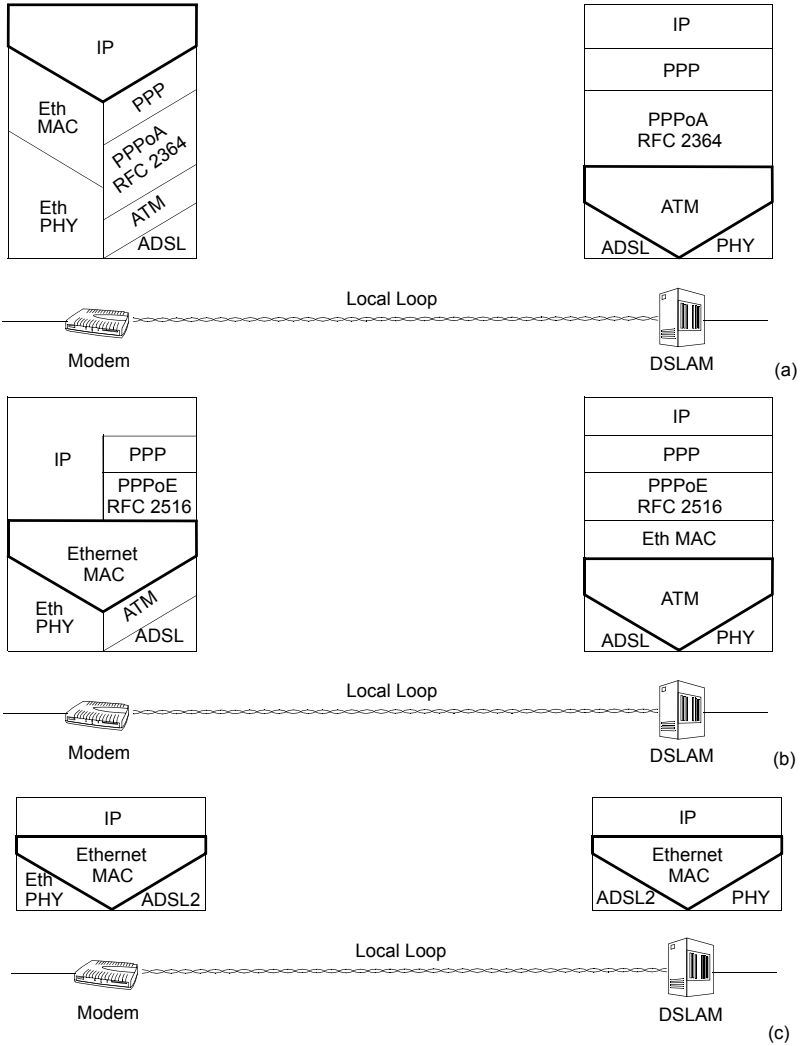 IP
Eth
MAC
PPP
PPPoA
RFC 2364
Eth
PHY
ATM
ADSL
IP
PPP
PPPoA
RFC 2364
ATM
ADSL
PHY
Local Loop
Modem
DSLAM
(a)
IP
PPP
PPPoE
RFC 2516
Ethernet
MAC
Eth
PHY
ATM
ADSL
IP
PPP
PPPoE
RFC 2516
Eth MAC
ATM
ADSL
PHY
Local Loop
Modem
DSLAM
(b)
IP
Ethernet
MAC
Eth
PHY
ADSL2
IP
Ethernet
MAC
ADSL2
PHY
Local Loop
Modem
DSLAM
(c)